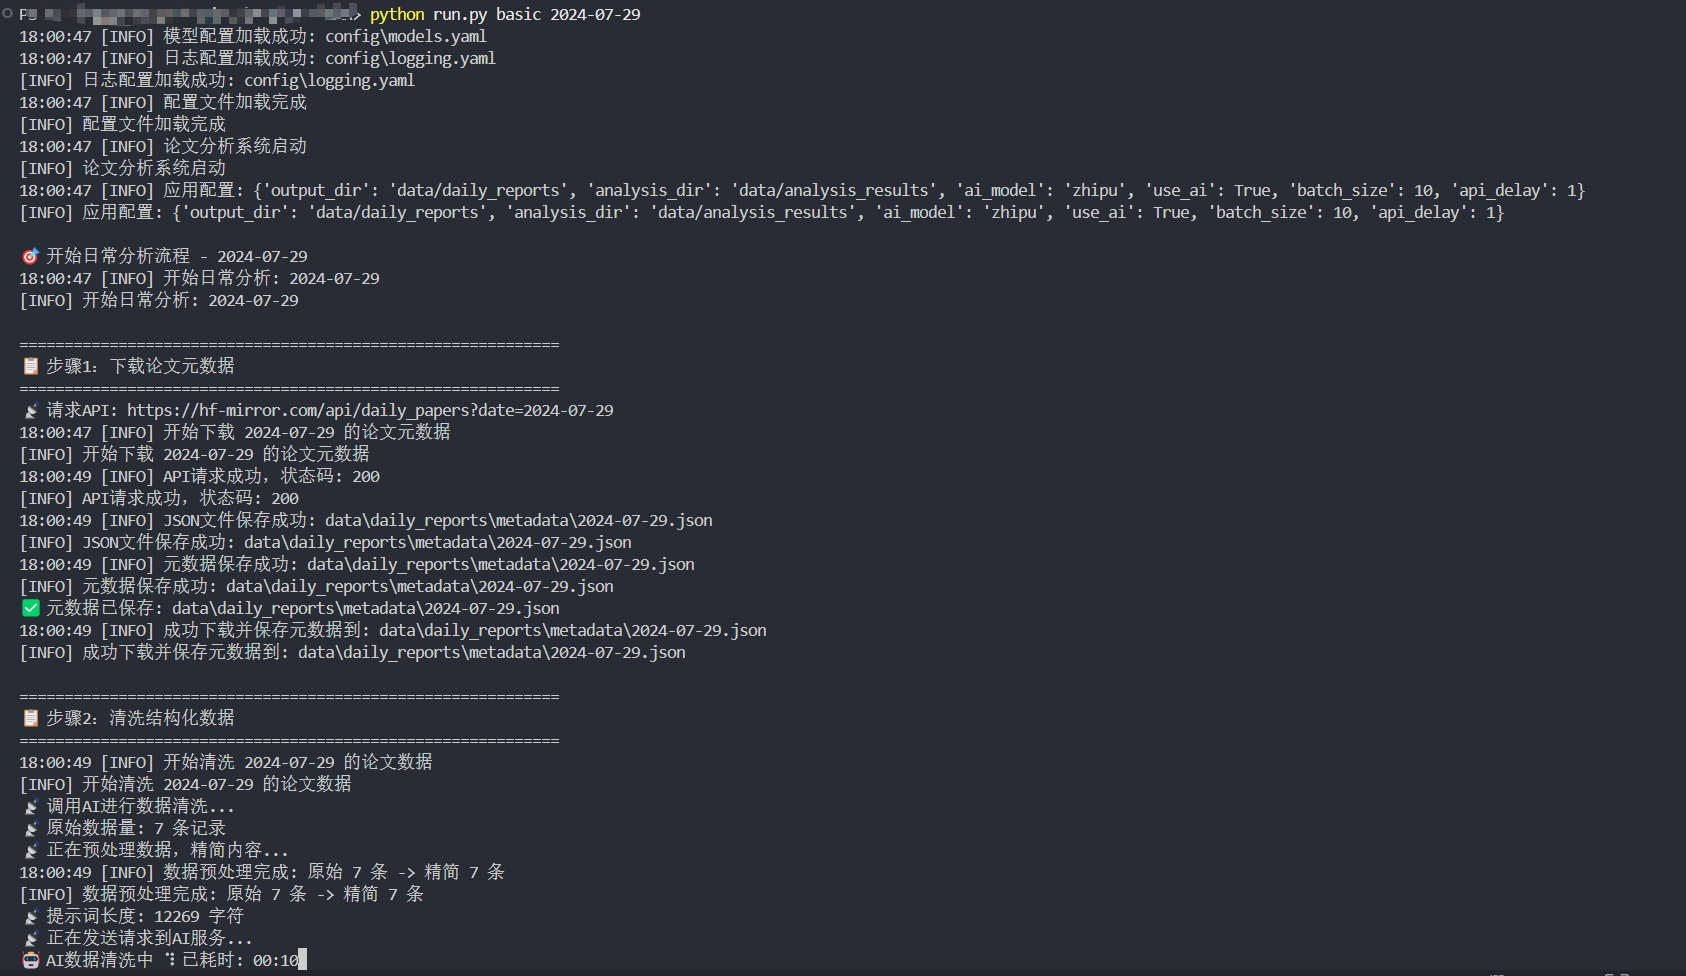 PS > python run.py basic 2024-07-29
18:00:47 [INFO] 模型配置加载成功: config\models.yaml
18:00:47 [INFO] 日志配置加载成功: config\logging.yaml
[INFO] 日志配置加载成功: config\logging.yaml
18:00:47 [INFO] 配置文件加载完成
[INFO] 配置文件加载完成
18:00:47 [INFO] 论文分析系统启动
[INFO] 论文分析系统启动
18:00:47 [INFO] 应用配置: {'output_dir': 'data/daily_reports', 'analysis_dir': 'data/analysis_results', 'ai_model': 'zhipu', 'use_ai': True, 'batch_size': 10, 'api_delay': 1}
[INFO] 应用配置: {'output_dir': 'data/daily_reports', 'analysis_dir': 'data/analysis_results', 'ai_model': 'zhipu', 'use_ai': True, 'batch_size': 10, 'api_delay': 1}
🎯 开始日常分析流程 - 2024-07-29
18:00:47 [INFO] 开始日常分析: 2024-07-29
[INFO] 开始日常分析: 2024-07-29
============================================================
📋 步骤1: 下载论文元数据
============================================================
📡 请求API: https://hf-mirror.com/api/daily_papers?date=2024-07-29
18:00:47 [INFO] 开始下载 2024-07-29 的论文元数据
[INFO] 开始下载 2024-07-29 的论文元数据
18:00:49 [INFO] API请求成功，状态码: 200
[INFO] API请求成功，状态码: 200
18:00:49 [INFO] JSON文件保存成功: data\daily_reports\metadata\2024-07-29.json
[INFO] JSON文件保存成功: data\daily_reports\metadata\2024-07-29.json
18:00:49 [INFO] 元数据保存成功: data\daily_reports\metadata\2024-07-29.json
[INFO] 元数据保存成功: data\daily_reports\metadata\2024-07-29.json
✅ 元数据已保存: data\daily_reports\metadata\2024-07-29.json
18:00:49 [INFO] 成功下载并保存元数据到: data\daily_reports\metadata\2024-07-29.json
[INFO] 成功下载并保存元数据到: data\daily_reports\metadata\2024-07-29.json
============================================================
📋 步骤2: 清洗结构化数据
============================================================
18:00:49 [INFO] 开始清洗 2024-07-29 的论文数据
[INFO] 开始清洗 2024-07-29 的论文数据
📡 调用AI进行数据清洗...
📡 原始数据量: 7 条记录
📡 正在预处理数据，精简内容...
18:00:49 [INFO] 数据预处理完成: 原始 7 条 -> 精简 7 条
[INFO] 数据预处理完成: 原始 7 条 -> 精简 7 条
📡 提示词长度: 12269 字符
📡 正在发送请求到AI服务...
🤖 AI数据清洗中 ⠹ 已耗时: 00:10